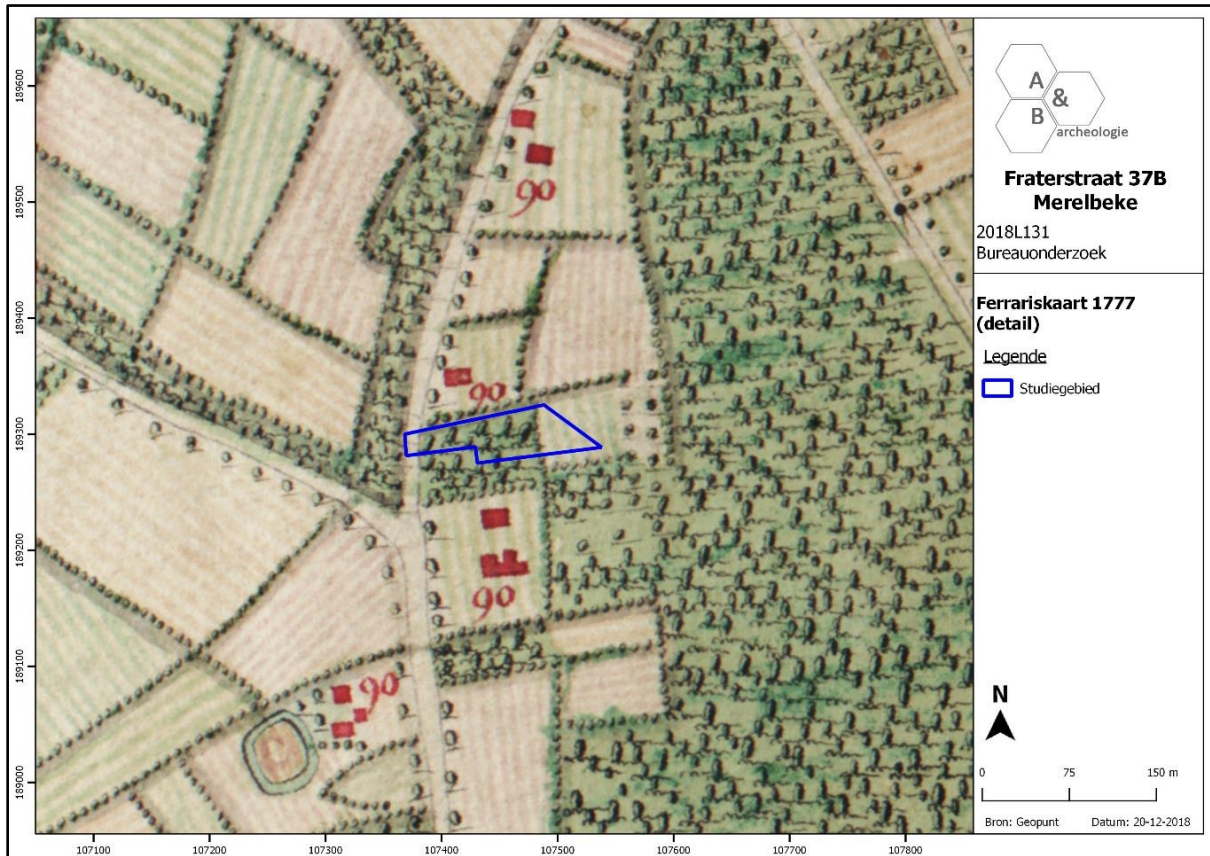 A
&
B
archeologie
Fraterstraat 37B
Merelbeke
2018L131
Bureauonderzoek
Ferrariskaart 1777
(detail)
Legende
Studiegebied
N
0 75 150 m
Bron: Geopunt Datum: 20-12-2018
189600
189500
189400
189300
189200
189100
189000
90
90
90
90
107100 107200 107300 107400 107500 107600 107700 107800